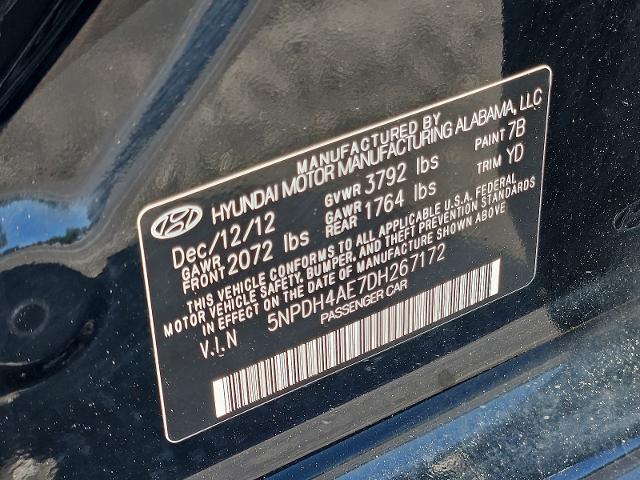 MANUFACTURED BY
HYUNDAI MOTOR MANUFACTURING ALABAMA, LLC
Dec/12/12 GVWR 3792 lbs PAINT 7B
GAWR FRONT 2072 lbs GAWR REAR 1764 lbs TRIM YD
THIS VEHICLE CONFORMS TO ALL APPLICABLE U.S.A. FEDERAL
MOTOR VEHICLE SAFETY, BUMPER, AND THEFT PREVENTION STANDARDS
IN EFFECT ON THE DATE OF MANUFACTURE SHOWN ABOVE
V.I.N 5NPDH4AE7DH267172
PASSENGER CAR